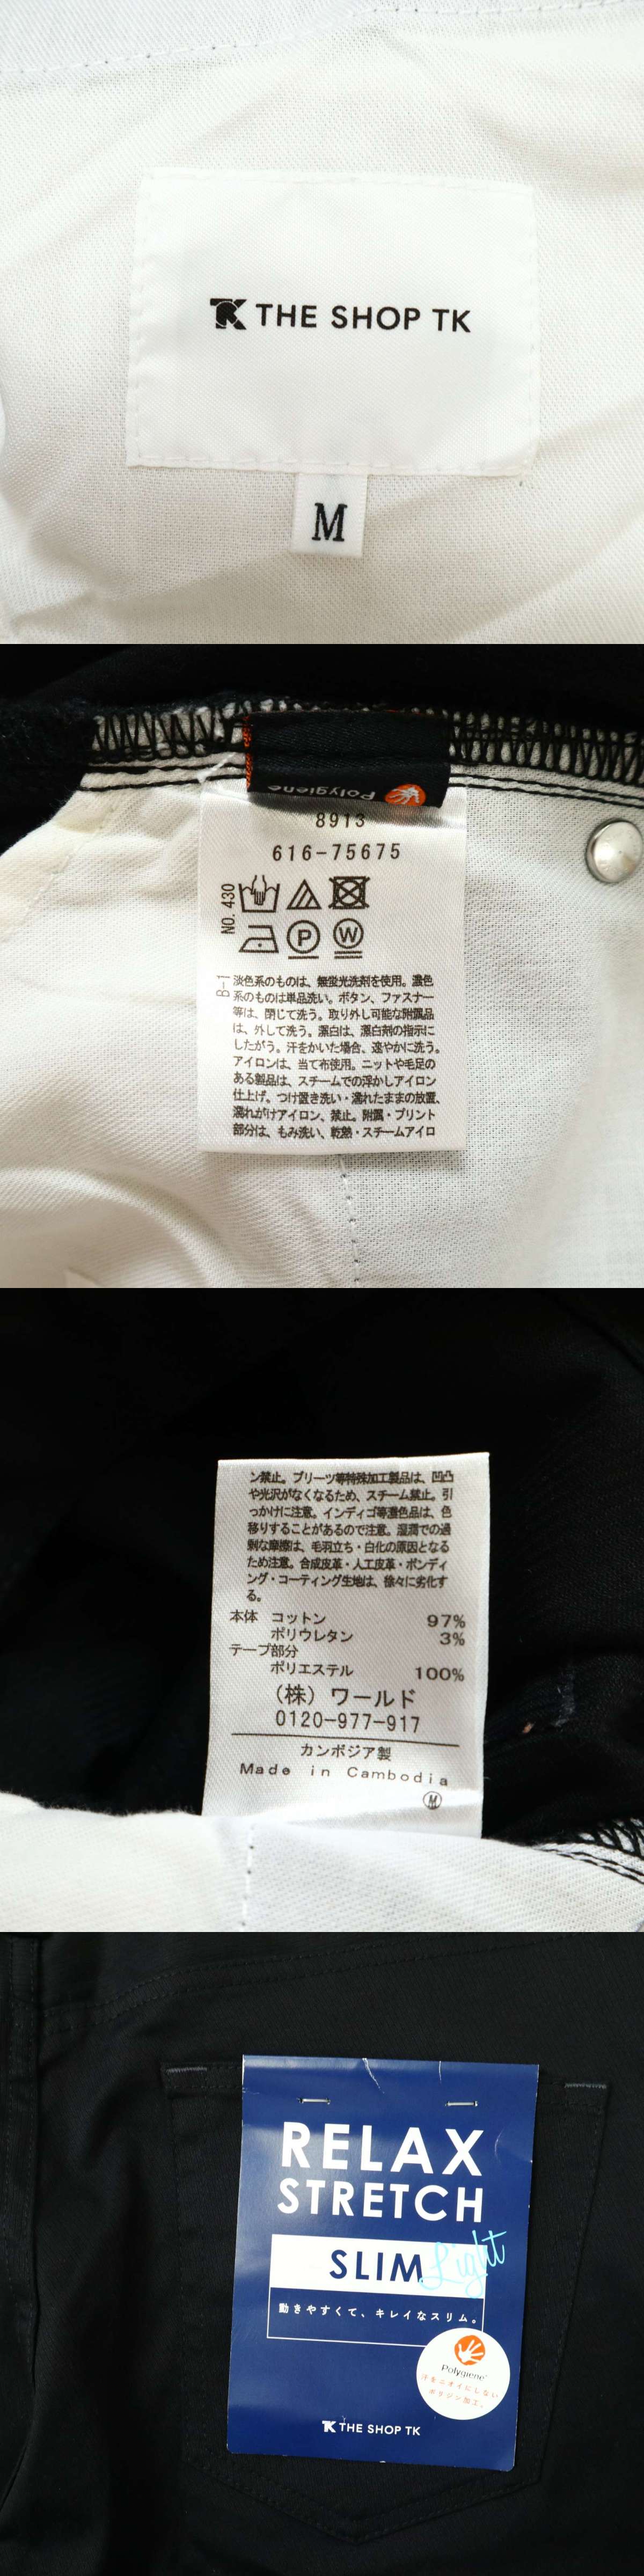 TK THE SHOP TK
M
Polygiene
8913
616-75675
NO. 430
P
W
B-1
淡色系のものは、無蛍光洗剤を使用。濃色
系のものは単品洗い。ボタン、ファスナー
等は、閉じて洗う。取り外し可能な附属品
は、外して洗う。漂白は、漂白剤の指示に
したがう。汗をかいた場合、速やかに洗う。
アイロンは、当て布使用。ニットや毛足の
ある製品は、スチームでの浮かしアイロン
仕上げ。つけ置き洗い・濡れたままの放置、
濡れがけアイロン、禁止。附属・プリント
部分は、もみ洗い、乾熱・スチームアイロ
ン禁止。プリーツ等特殊加工製品は、凹凸
や光沢がなくなるため、スチーム禁止。引
っかけに注意。インディゴ等濃色品は、色
移りすることがあるので注意。湿潤での過
剰な摩擦は、毛羽立ち・白化の原因となる
ため注意。合成皮革・人工皮革・ボンディ
ング・コーティング生地は、徐々に劣化す
る。
本体 コットン 97%
ポリウレタン 3%
テープ部分
ポリエステル 100%
（株）ワールド
0120-977-917
カンボジア製
Made in Cambodia
M
RELAX
STRETCH
SLIM Light
動きやすくて、キレイなスリム。
Polygiene
汗をニオイにしない
ポリジン加工。
TK THE SHOP TK